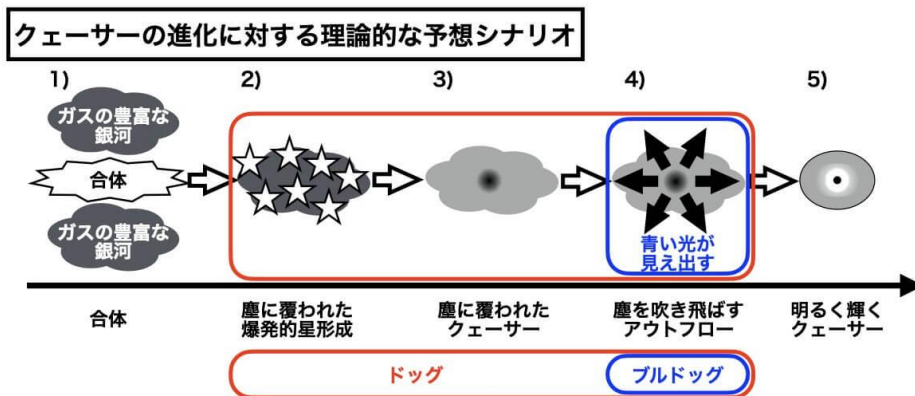 クェーサーの進化に対する理論的な予想シナリオ
1)
2)
3)
4)
5)
ガスの豊富な
銀河
合体
ガスの豊富な
銀河
青い光が
見え出す
合体
塵に覆われた
爆発的星形成
塵に覆われた
クェーサー
塵を吹き飛ばす
アウトフロー
明るく輝く
クェーサー
ドッグ
ブルドッグ